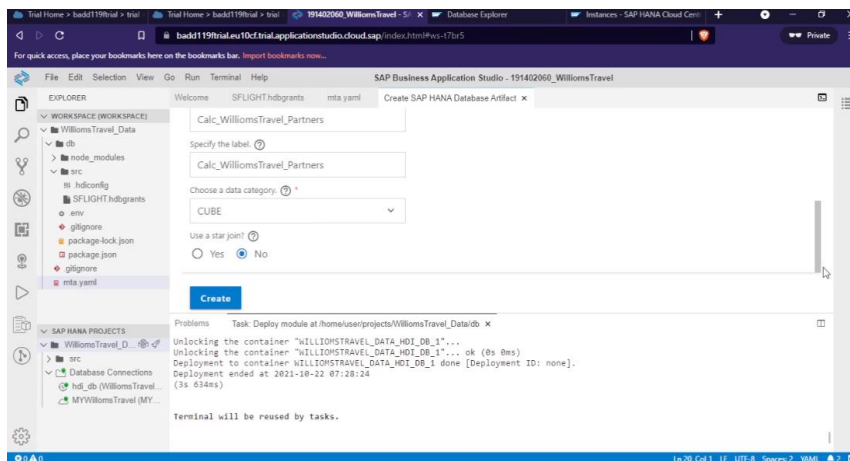 Trial Home > badd119ftrial > trial
Trial Home > badd119ftrial > trial
191402060_WilliomsTravel - S
Database Explorer
Instances - SAP HANA Cloud Cent
badd119ftrial.eu10cf.trial.applicationstudio.cloud.sap/index.html#ws-t7br5
Private
For quick access, place your bookmarks here on the bookmarks bar. Import bookmarks now...
File Edit Selection View Go Run Terminal Help
SAP Business Application Studio - 191402060_WilliomsTravel
EXPLORER
WORKSPACE (WORKSPACE)
WilliomsTravel_Data
db
node_modules
src
.hdiconfig
SFLIGHT.hdbgrants
.env
.gitignore
package-lock.json
package.json
.gitignore
mta.yaml
SAP HANA PROJECTS
WilliomsTravel_D...
src
Database Connections
hdi_db (WilliomsTravel...
MYWillomsTravel (MY...
Welcome
SFLIGHT.hdbgrants
mta.yaml
Create SAP HANA Database Artifact ×
Calc_WilliomsTravel_Partners
Specify the label.
Calc_WilliomsTravel_Partners
Choose a data category. *
CUBE
Use a star join?
Yes No
Create
Problems
Task: Deploy module at /home/user/projects/WilliomsTravel_Data/db ×
Unlocking the container "WILLIOMSTRAVEL_DATA_HDI_DB_1"...
Unlocking the container "WILLIOMSTRAVEL_DATA_HDI_DB_1"... ok (0s 0ms)
Deployment to container WILLIOMSTRAVEL_DATA_HDI_DB_1 done [Deployment ID: none].
Deployment ended at 2021-10-22 07:28:24
(3s 634ms)
Terminal will be reused by tasks.
0 0
Ln 20, Col 1 LF UTF-8 Spaces: 2 YAML 2